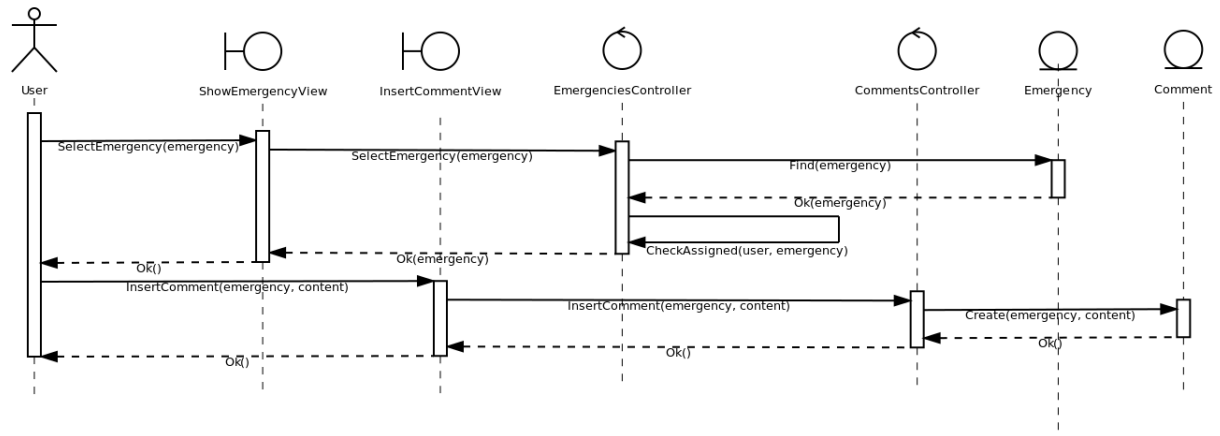 User
ShowEmergencyView
InsertCommentView
EmergenciesController
CommentsController
Emergency
Comment
SelectEmergency(emergency)
SelectEmergency(emergency)
Find(emergency)
Ok(emergency)
CheckAssigned(user, emergency)
Ok(emergency)
Ok()
InsertComment(emergency, content)
InsertComment(emergency, content)
Create(emergency, content)
Ok()
Ok()
Ok()